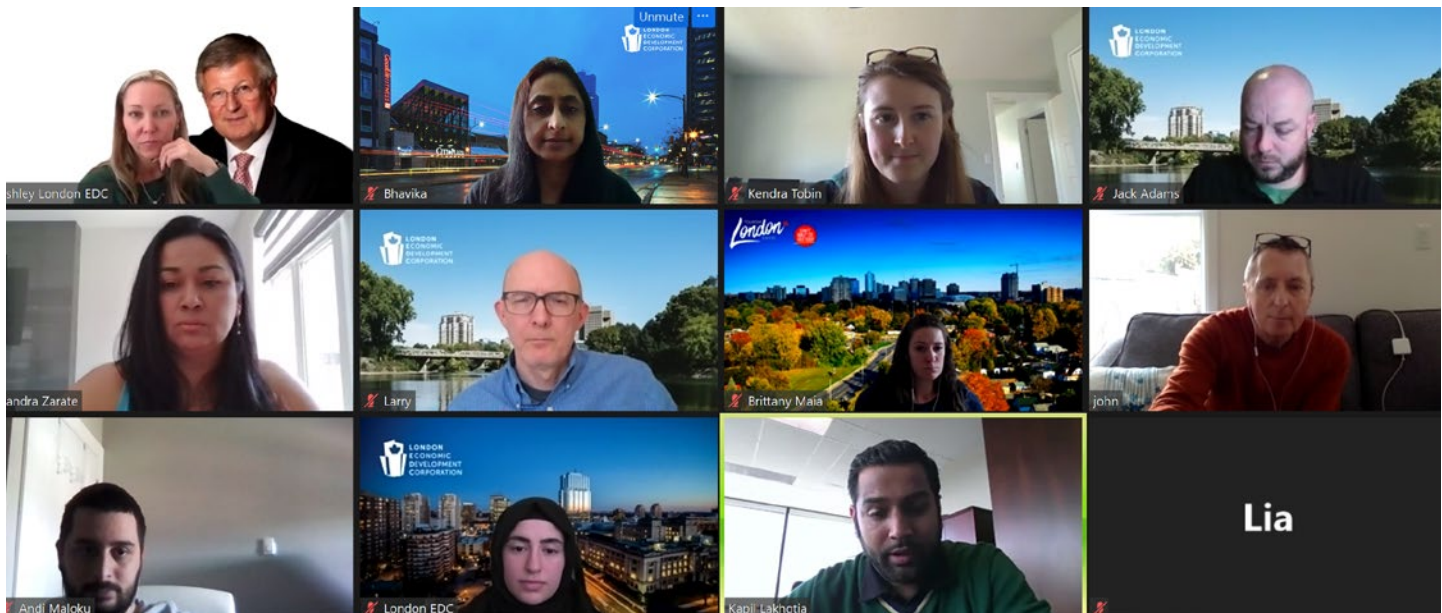 Unmute
LONDON
ECONOMIC
DEVELOPMENT
CORPORATION
LONDON
ECONOMIC
DEVELOPMENT
CORPORATION
shley London EDC
Bhavika
Kendra Tobin
Jack Adams
LONDON
ECONOMIC
DEVELOPMENT
CORPORATION
London
andra Zarate
Larry
Brittany Maia
john
LONDON
ECONOMIC
DEVELOPMENT
CORPORATION
Lia
Andi Maloku
London EDC
Kapil Lakhotia